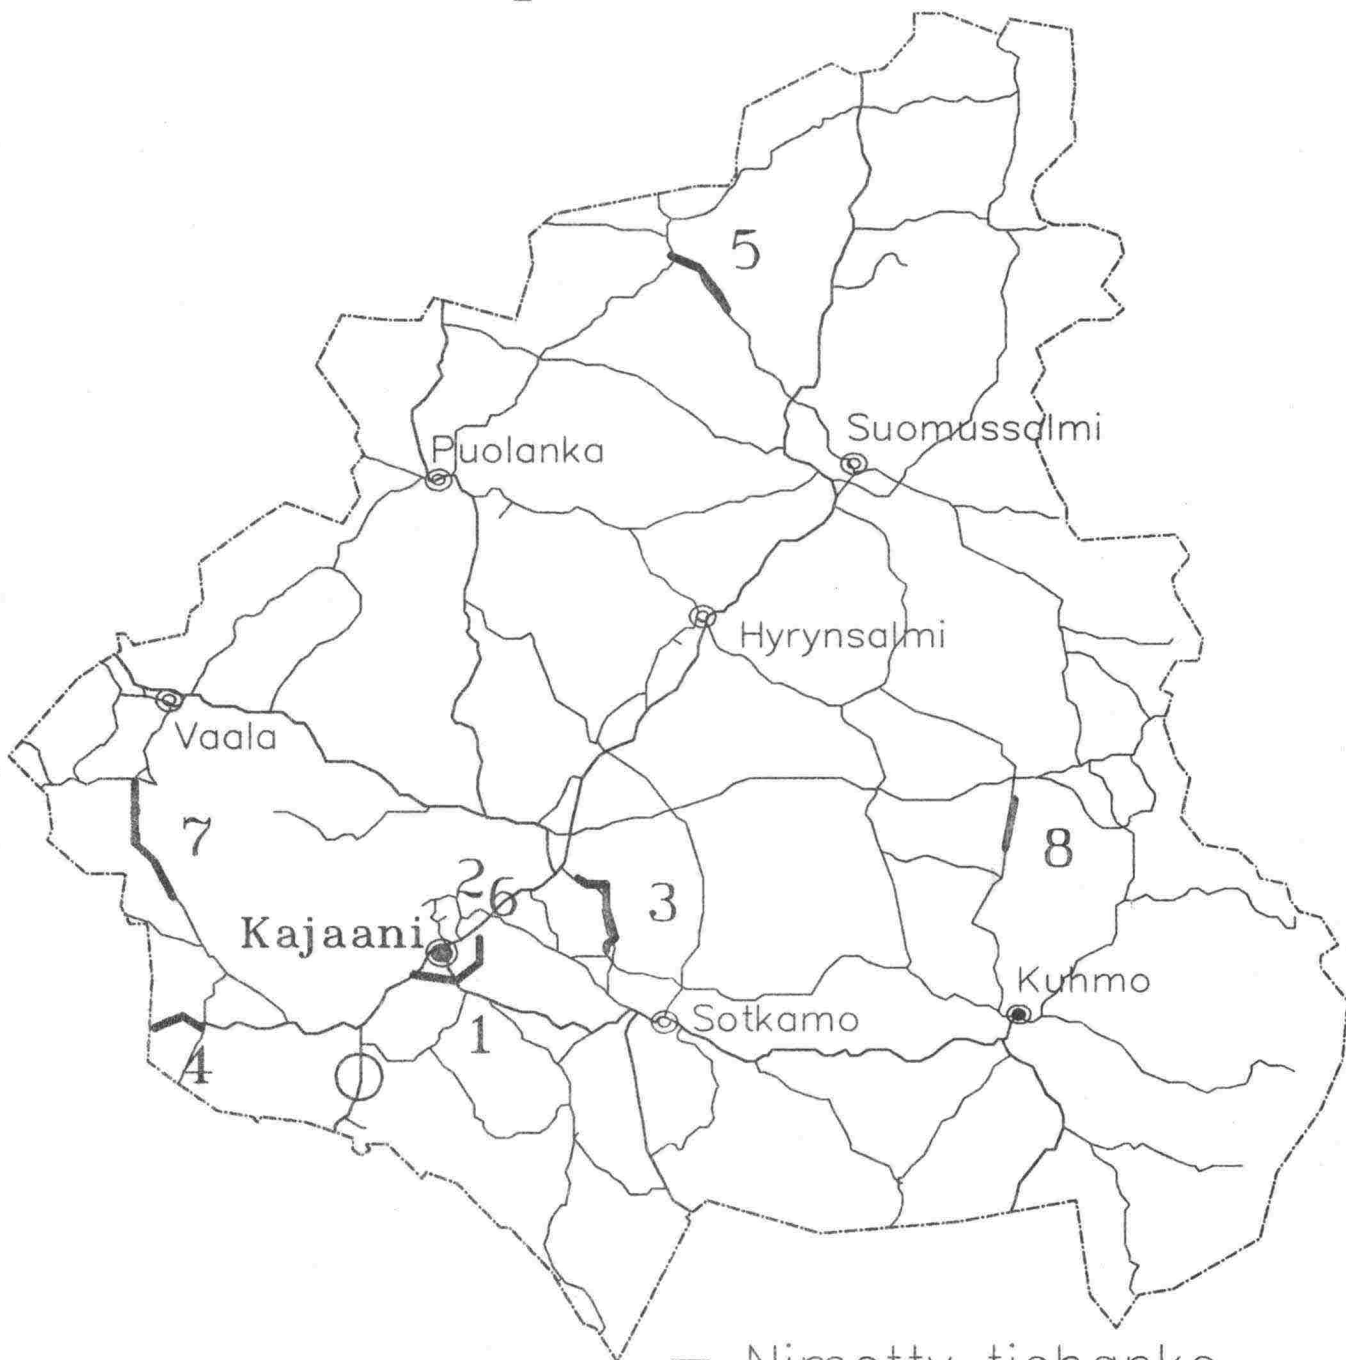 5
Suomussalmi
Puolanka
Hyrynsalmi
Vaala
7
8
2 6
3
Kajaani
Kuhmo
Sotkamo
1
4
Nimetty tiehanke